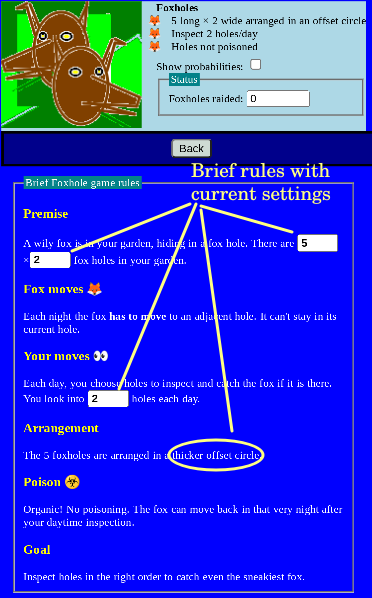 Foxholes
5 long × 2 wide arranged in an offset circle
Inspect 2 holes/day
Holes not poisoned
Show probabilities:
Status
Foxholes raided: 0
Back
Brief rules with
current settings
Brief Foxhole game rules
Premise
A wily fox is in your garden, hiding in a fox hole. There are 5
× 2 fox holes in your garden.
Fox moves 🦊
Each night the fox has to move to an adjacent hole. It can't stay in its
current hole.
Your moves 👀
Each day, you choose holes to inspect and catch the fox if it is there.
You look into 2 holes each day.
Arrangement
The 5 foxholes are arranged in a thicker offset circle.
Poison ☣
Organic! No poisoning. The fox can move back in that very night after
your daytime inspection.
Goal
Inspect holes in the right order to catch even the sneakiest fox.